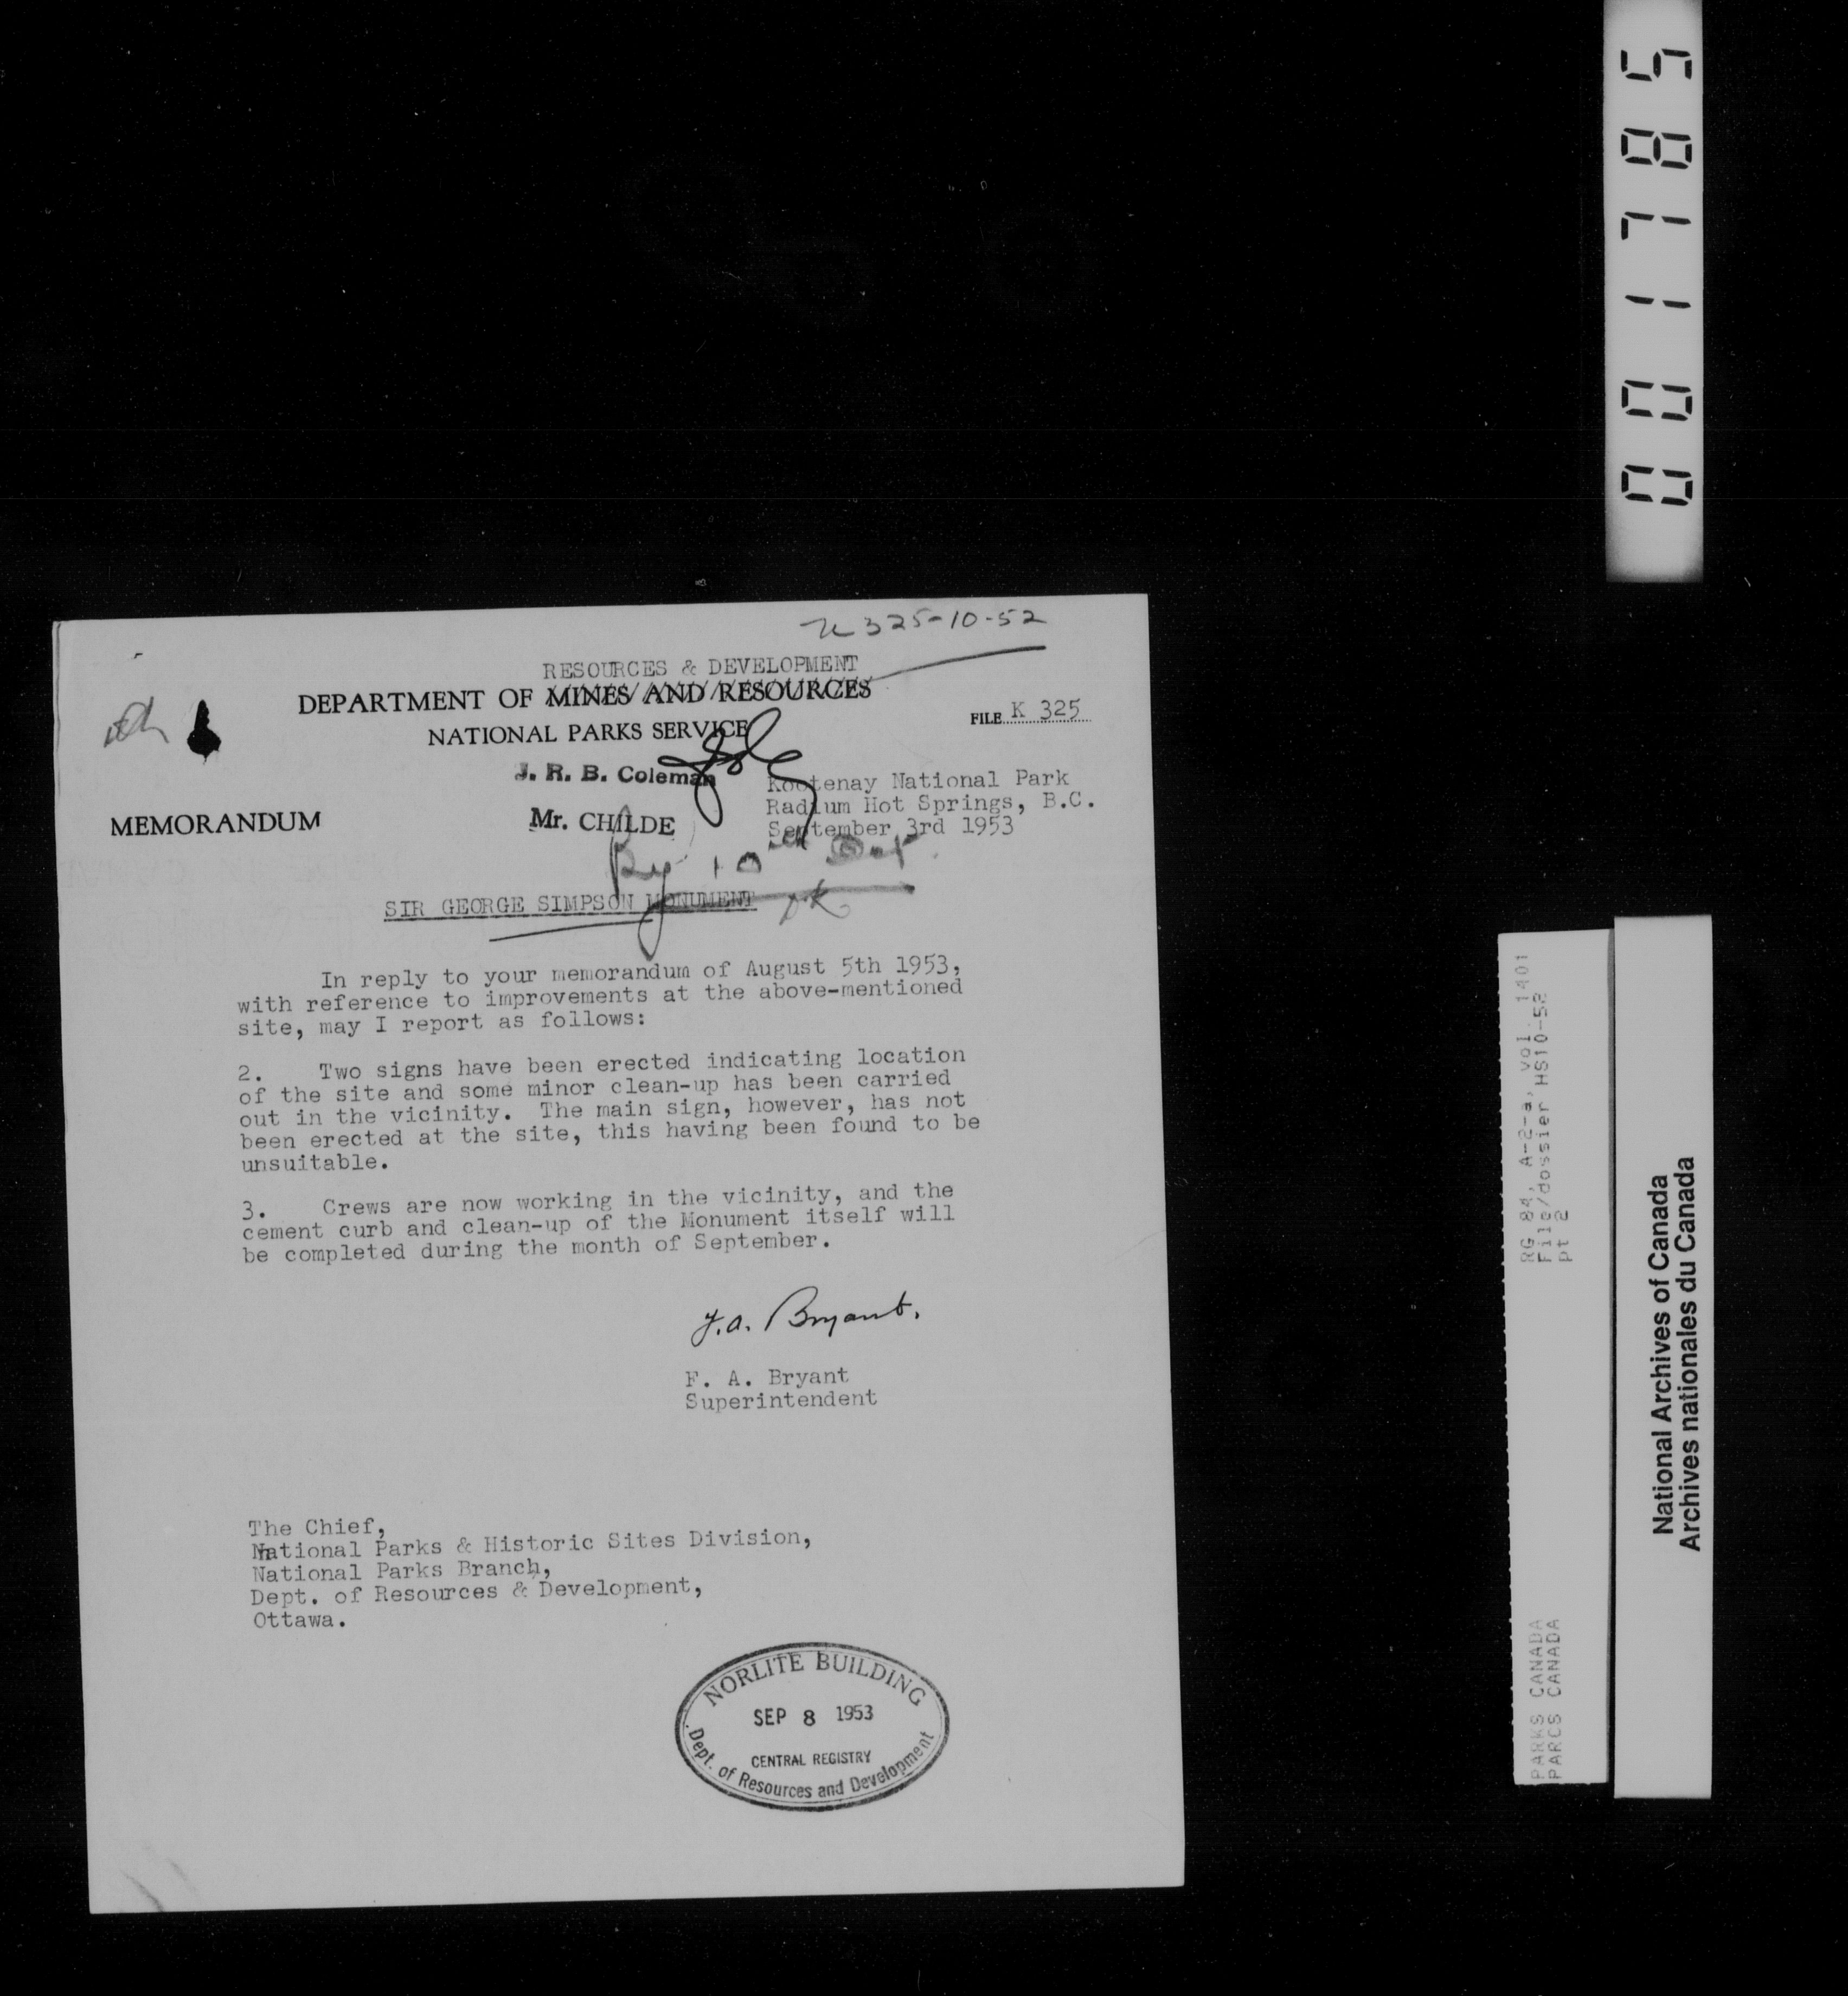 325-10-52
RESOURCES & DEVELOPMENT
DEPARTMENT OF MINES AND RESOURCES
NATIONAL PARKS SERVICE
FILE K 325
J. R. B. Coleman
Kootenay National Park
Radium Hot Springs, B.C.
September 3rd 1953
MEMORANDUM
Mr. CHILDE
10
SIR GEORGE SIMPSON MONUMENT
In reply to your memorandum of August 5th 1953,
with reference to improvements at the above-mentioned
site, may I report as follows:
2. Two signs have been erected indicating location
of the site and some minor clean-up has been carried
out in the vicinity. The main sign, however, has not
been erected at the site, this having been found to be
unsuitable.
3. Crews are now working in the vicinity, and the
cement curb and clean-up of the Monument itself will
be completed during the month of September.
F. A. Bryant.
F. A. Bryant
Superintendent
The Chief,
National Parks & Historic Sites Division,
National Parks Branch,
Dept. of Resources & Development,
Ottawa.
NORLITE BUILDING
SEP 8 1953
CENTRAL REGISTRY
Dept. of Resources and Development
001785
RG 84, A-2-a, vol. 1401
File/dossier HS10-52
pt 2
PARKS CANADA
PARCS CANADA
National Archives of Canada
Archives nationales du Canada